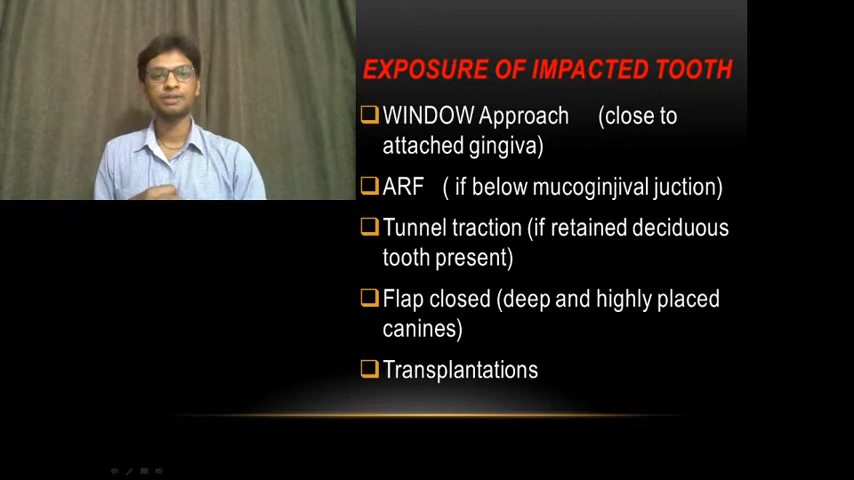 EXPOSURE OF IMPACTED TOOTH
WINDOW Approach (close to
attached gingiva)
ARF ( if below mucoginjival juction)
Tunnel traction (if retained deciduous
tooth present)
Flap closed (deep and highly placed
canines)
Transplantations